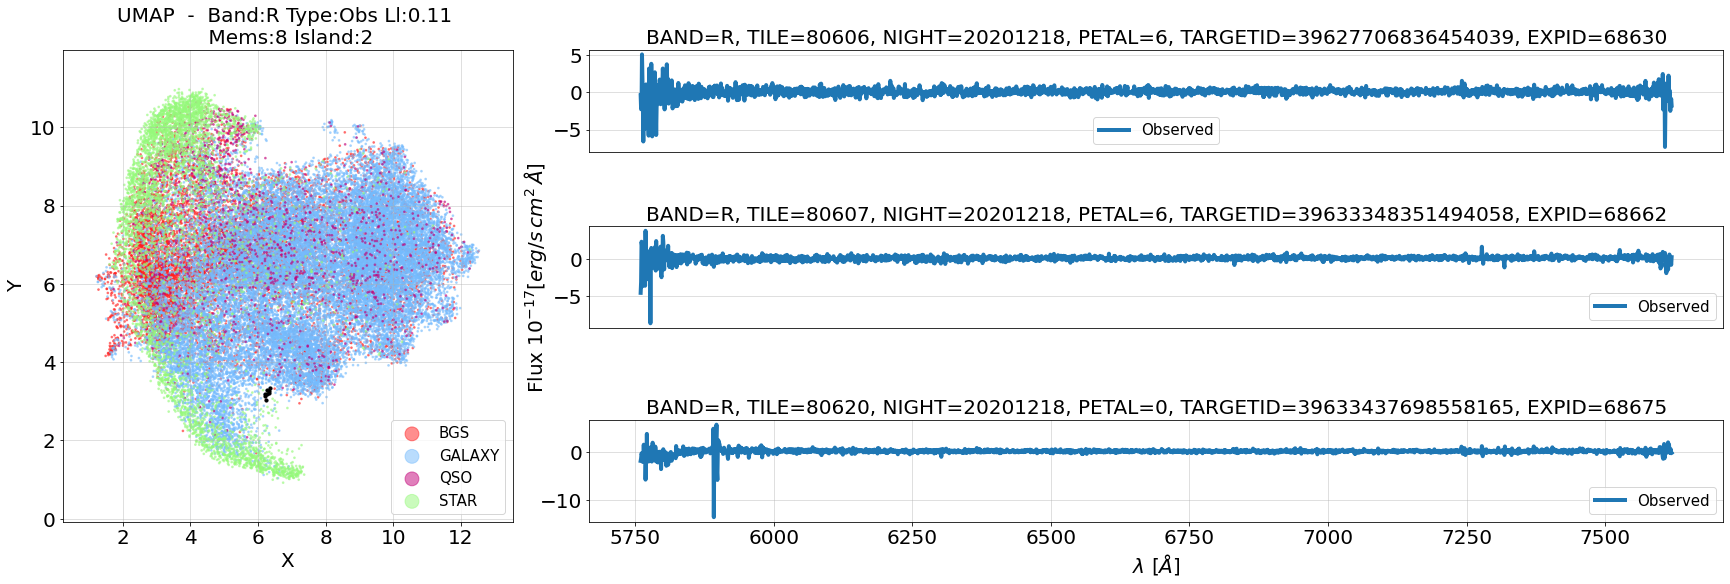 UMAP - Band:R Type:Obs Ll:0.11
Mems:8 Island:2
Y
10
8
6
4
2
0
2 4 6 8 10 12
X
BGS
GALAXY
QSO
STAR
Flux 10⁻¹⁷[erg/s cm² Å]
BAND=R, TILE=80606, NIGHT=20201218, PETAL=6, TARGETID=39627706836454039, EXPID=68630
5
0
−5
Observed
BAND=R, TILE=80607, NIGHT=20201218, PETAL=6, TARGETID=39633348351494058, EXPID=68662
0
−5
Observed
BAND=R, TILE=80620, NIGHT=20201218, PETAL=0, TARGETID=39633437698558165, EXPID=68675
0
−10
Observed
5750 6000 6250 6500 6750 7000 7250 7500
λ [Å]